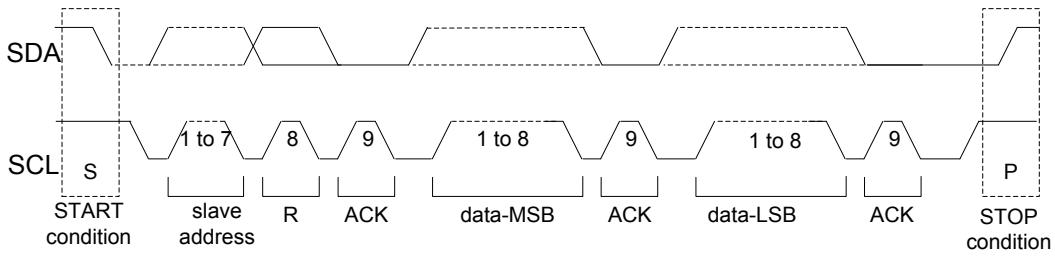 SDA
1 to 7 8 9 1 to 8 9 1 to 8 9
SCL
S P
START condition
slave address
R
ACK
data-MSB
ACK
data-LSB
ACK
STOP condition